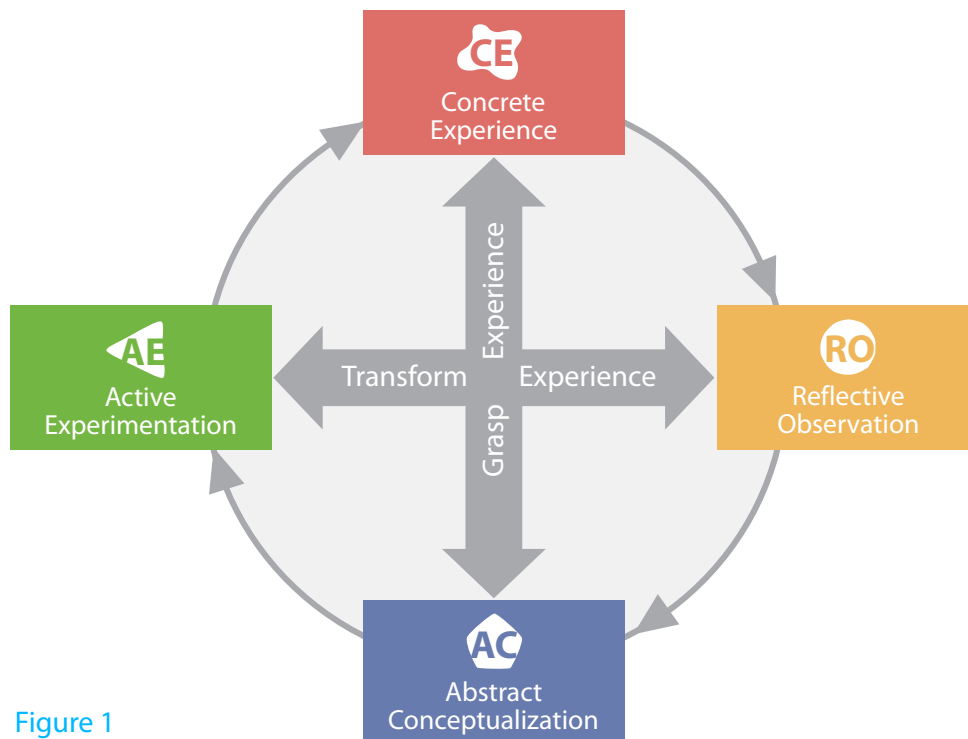 CE
Concrete
Experience
AE
Active
Experimentation
Transform Experience
Grasp Experience
RO
Reflective
Observation
AC
Abstract
Conceptualization
Figure 1